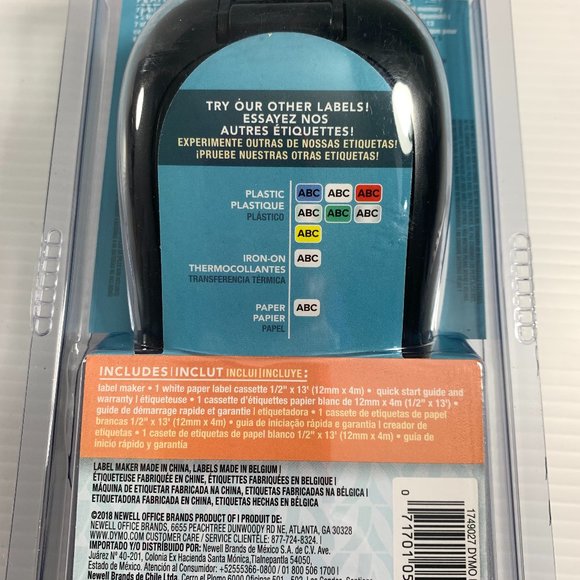 TRY OUR OTHER LABELS!
ESSAYEZ NOS
AUTRES ÉTIQUETTES!
EXPERIMENTE OUTRAS DE NOSSAS ETIQUETAS!
¡PRUEBE NUESTRAS OTRAS ETIQUETAS!
PLASTIC
PLASTIQUE
PLÁSTICO
ABC ABC ABC
ABC ABC ABC
ABC
IRON-ON
THERMOCOLLANTES
TRANSFERENCIA TÉRMICA
ABC
PAPER
PAPIER
PAPEL
ABC
INCLUDES|INCLUT INCLUI|INCLUYE:
label maker • 1 white paper label cassette 1/2" x 13' (12mm x 4m) • quick start guide and
warranty | étiqueteuse • 1 cassette d'étiquettes papier blanc de 12mm x 4m (1/2" x 13') •
guide de démarrage rapide et garantie | etiquetadora • 1 cassete de etiquetas de papel
brancas 1/2" x 13' (12mm x 4m) • guia de iniciação rápida e garantia | creador de
etiquetas • 1 casete de etiquetas de papel blanco 1/2" x 13' (12mm x 4m) • guia de
inicio rápido y garantía
LABEL MAKER MADE IN CHINA, LABELS MADE IN BELGIUM |
ÉTIQUETEUSE FABRIQUÉE EN CHINE, ÉTIQUETTES FABRIQUÉES EN BELGIQUE |
MÁQUINA DE ETIQUETAR FABRICADA NA CHINA, ETIQUETAS FABRICADAS NA BÉLGICA |
ETIQUETADORA FABRICADA EN CHINA, ETIQUETAS HECHAS EN BÉLGICA
©2018 NEWELL OFFICE BRANDS PRODUCT OF | PRODUIT DE:
NEWELL OFFICE BRANDS, 6655 PEACHTREE DUNWOODY RD NE, ATLANTA, GA 30328
WWW.DYMO.COM CUSTOMER CARE / SERVICE CLIENTÈLE: 877-724-8324. |
IMPORTADO Y/O DISTRIBUIDO POR: Newell Brands de México S.A. de C.V. Ave.
Juárez Nº 40-201, Colonia Ex Hacienda Santa Mónica, Tlalnepantla,
Estado de México. Atención al Consumidor: +5255366-0800 y 01 800 506 1700 |
Newell Brands de Chile Ltda. Cerro el Plomo 6000 Oficinas 501
1749027 DYMO
0 71701 05